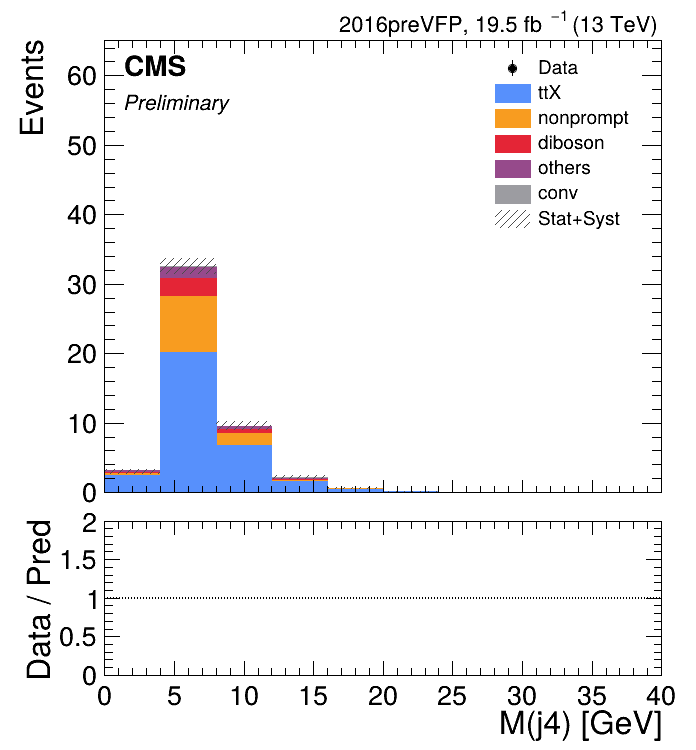 2016preVFP, 19.5 fb⁻¹ (13 TeV)
CMS
Preliminary
Events
60
50
40
30
20
10
0
Data
ttX
nonprompt
diboson
others
conv
Stat+Syst
Data / Pred
2
1.5
1
0.5
0
0 5 10 15 20 25 30 35 40
M(j4) [GeV]